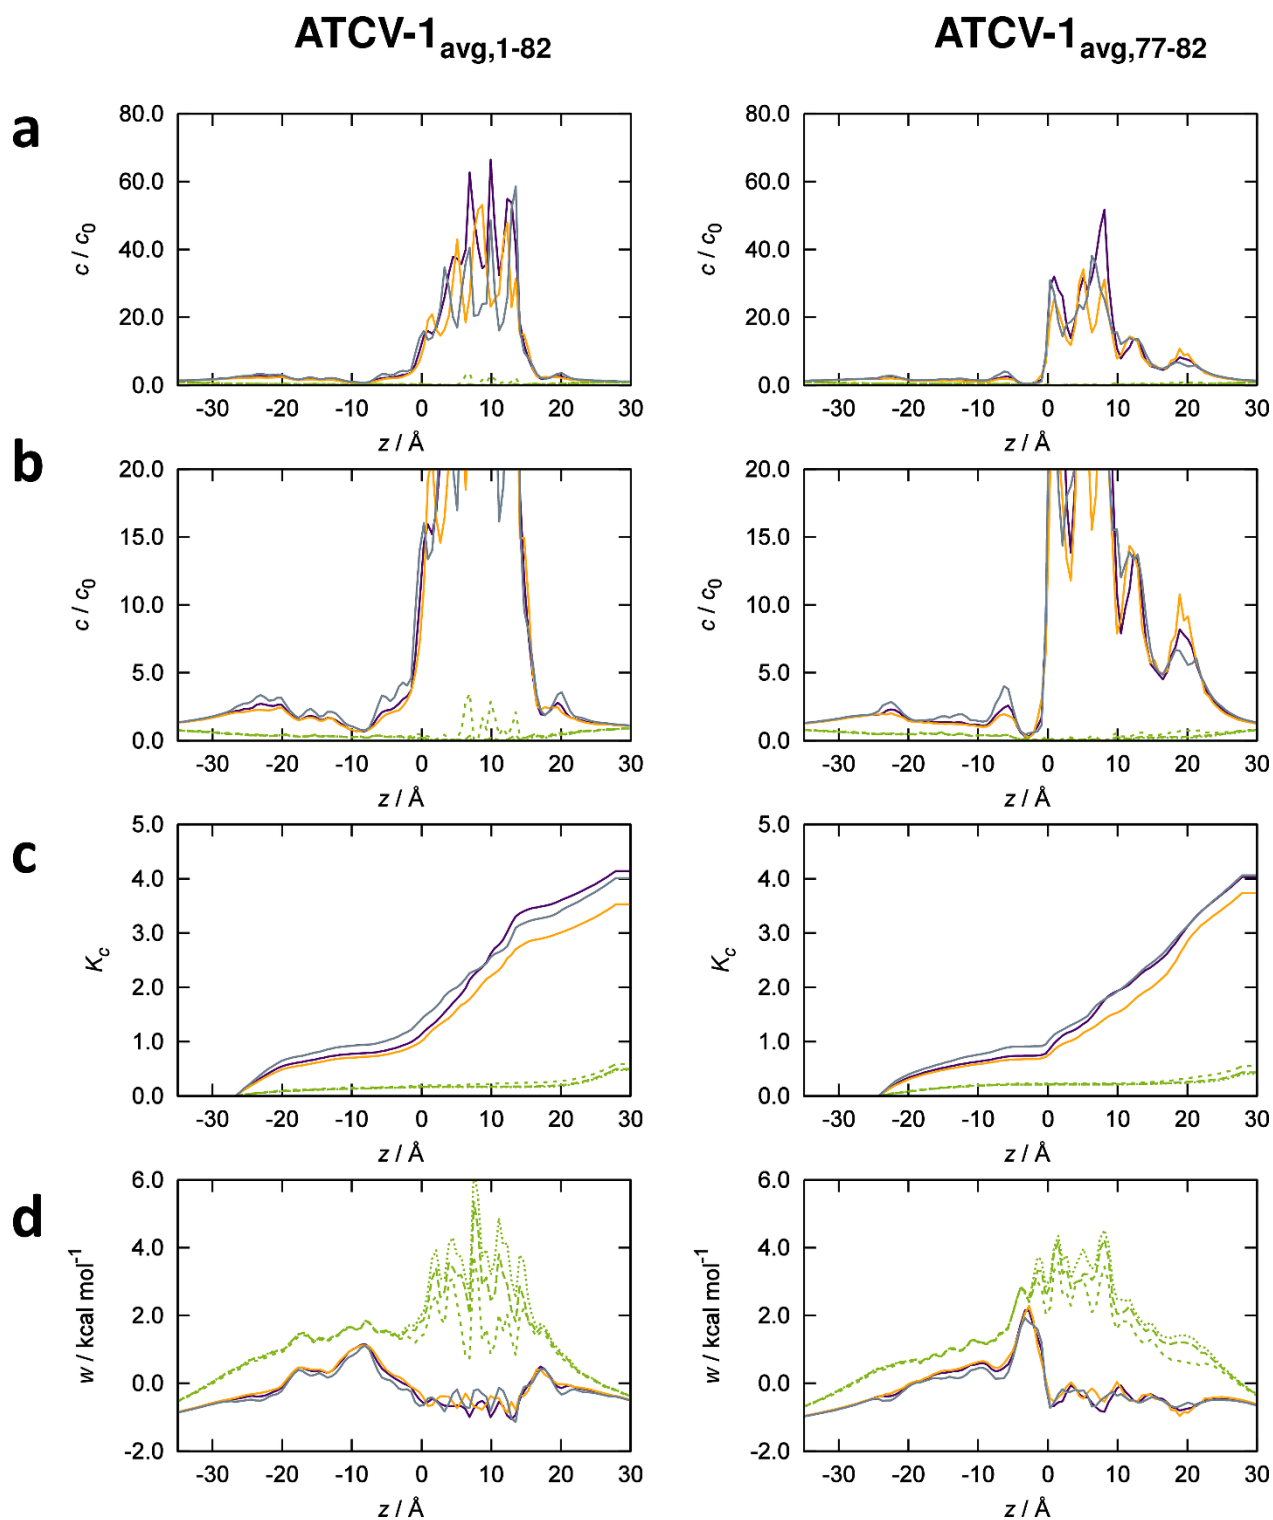 ATCV-1avg,1-82 ATCV-1avg,77-82
a
80.0 60.0 40.0 20.0 0.0
c / c0
-30 -20 -10 0 10 20 30
z / Å
80.0 60.0 40.0 20.0 0.0
c / c0
-30 -20 -10 0 10 20 30
z / Å
b
20.0 15.0 10.0 5.0 0.0
c / c0
-30 -20 -10 0 10 20 30
z / Å
20.0 15.0 10.0 5.0 0.0
c / c0
-30 -20 -10 0 10 20 30
z / Å
c
5.0 4.0 3.0 2.0 1.0 0.0
Kc
-30 -20 -10 0 10 20 30
z / Å
5.0 4.0 3.0 2.0 1.0 0.0
Kc
-30 -20 -10 0 10 20 30
z / Å
d
6.0 4.0 2.0 0.0 -2.0
w / kcal mol-1
-30 -20 -10 0 10 20 30
z / Å
6.0 4.0 2.0 0.0 -2.0
w / kcal mol-1
-30 -20 -10 0 10 20 30
z / Å